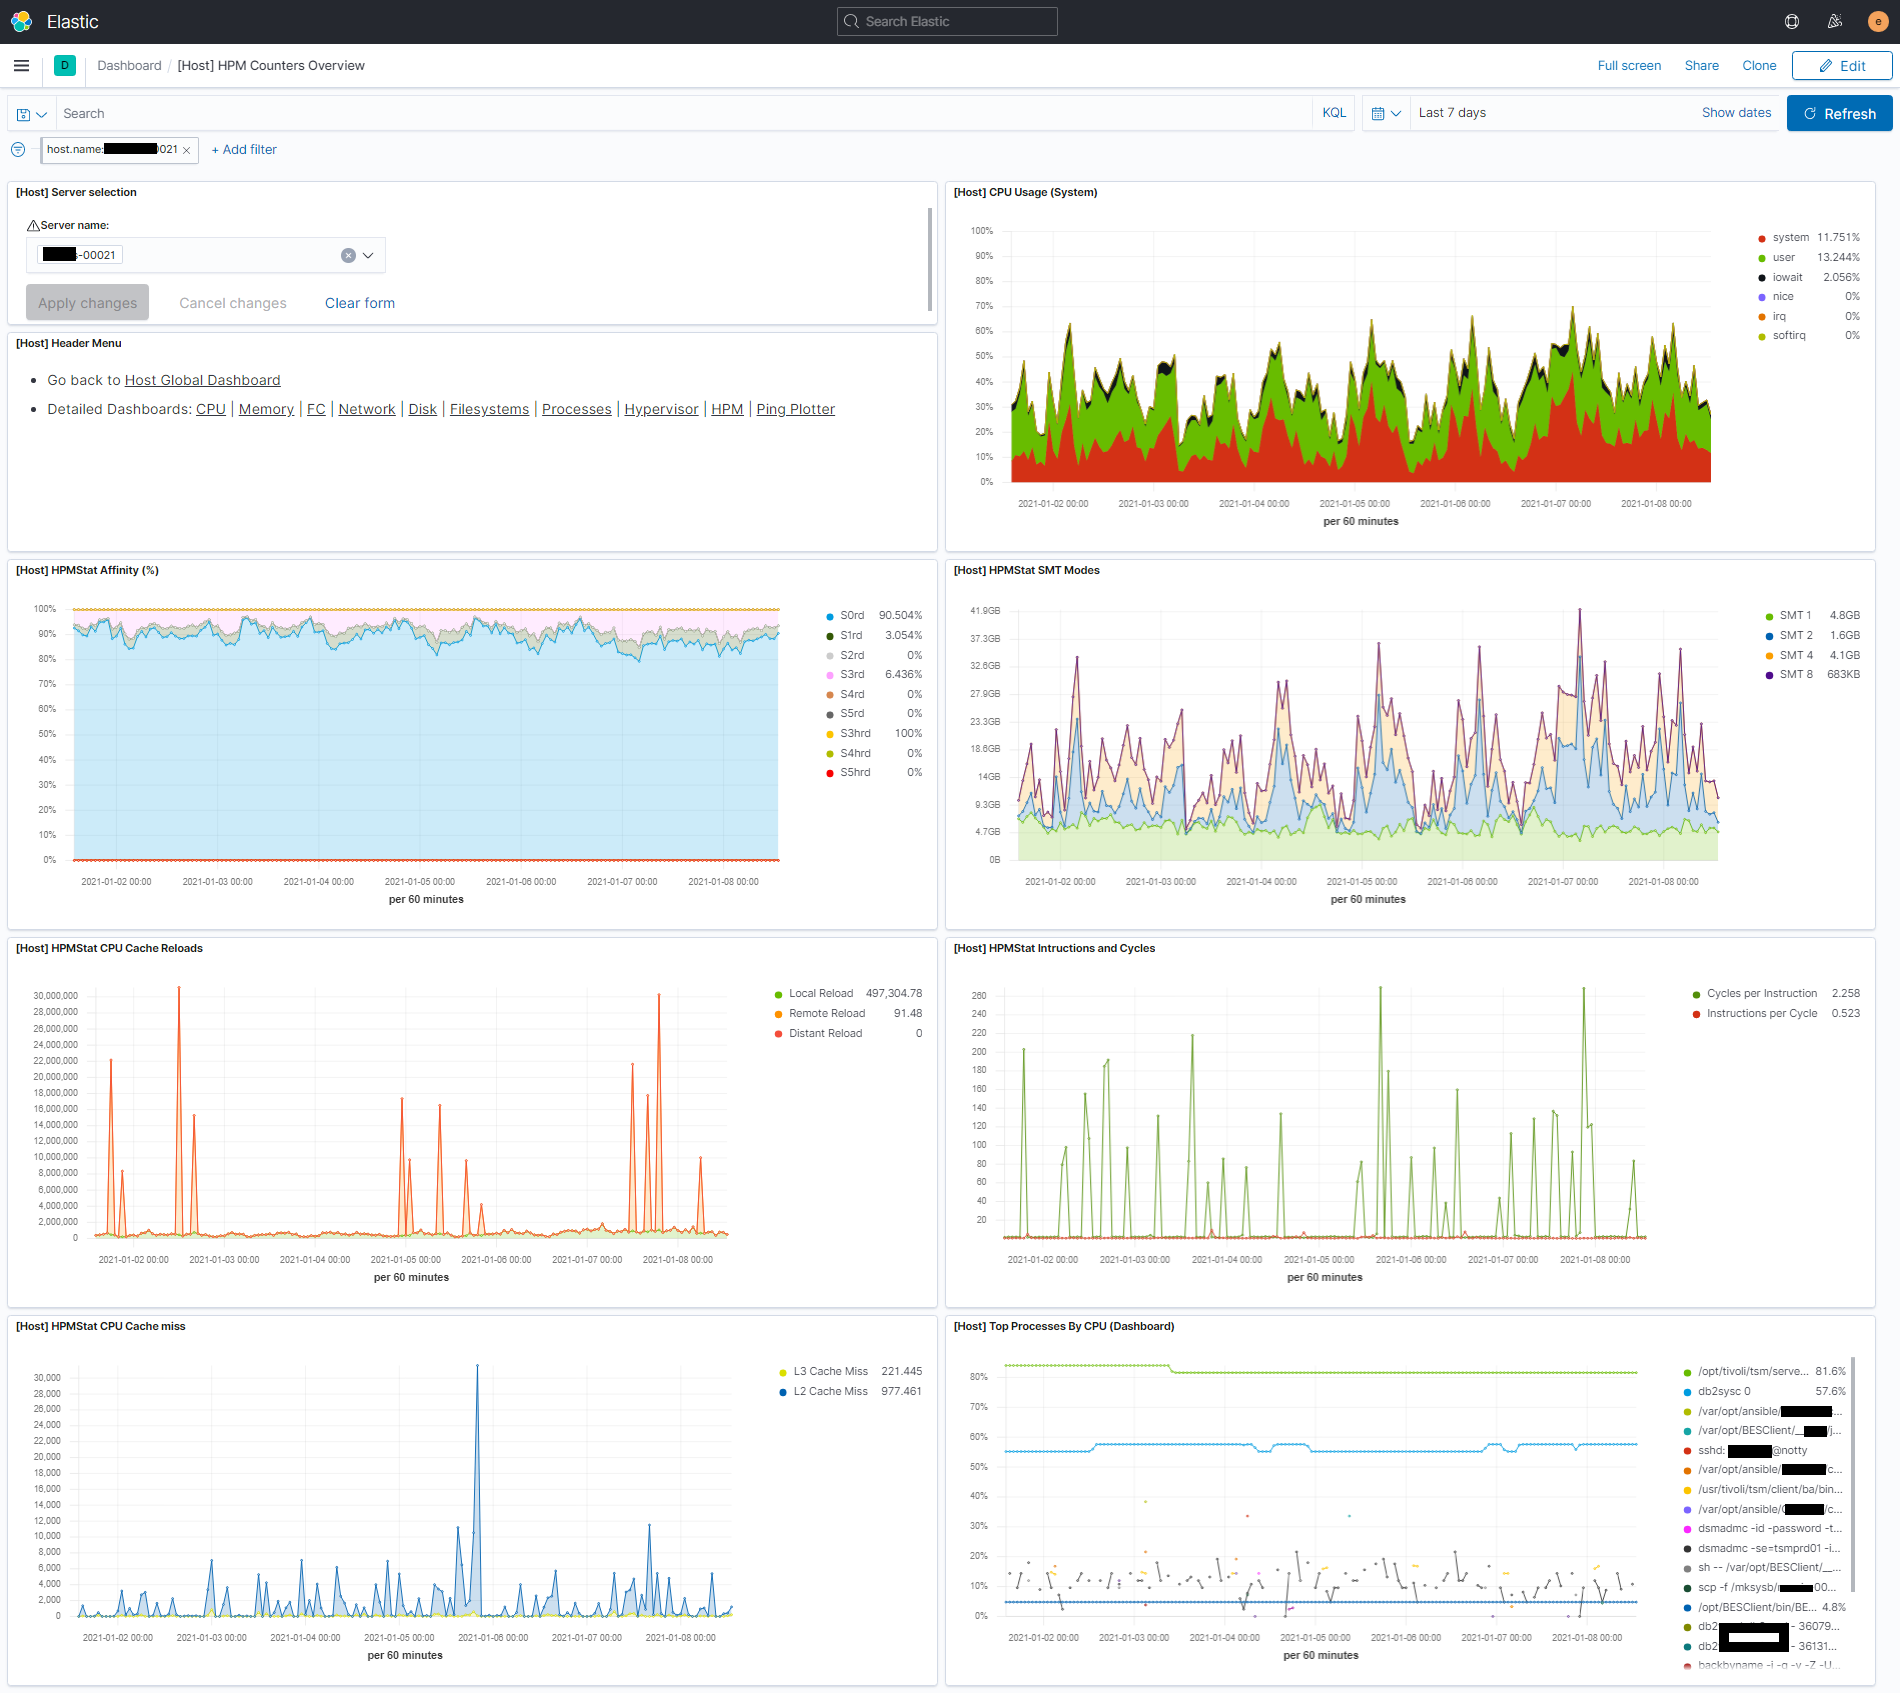 Elastic
Search Elastic
e
D
Dashboard / [Host] HPM Counters Overview
Full screen
Share
Clone
Edit
Search
KQL
Last 7 days
Show dates
Refresh
host.name: 0021 ×
+ Add filter
[Host] Server selection
Server name:
-00021
Apply changes
Cancel changes
Clear form
[Host] Header Menu
Go back to Host Global Dashboard
Detailed Dashboards: CPU | Memory | FC | Network | Disk | Filesystems | Processes | Hypervisor | HPM | Ping Plotter
[Host] CPU Usage (System)
100%
90%
80%
70%
60%
50%
40%
30%
20%
10%
0%
2021-01-02 00:00
2021-01-03 00:00
2021-01-04 00:00
2021-01-05 00:00
2021-01-06 00:00
2021-01-07 00:00
2021-01-08 00:00
per 60 minutes
system 11.751%
user 13.244%
iowait 2.056%
nice 0%
irq 0%
softirq 0%
[Host] HPMStat Affinity (%)
100%
90%
80%
70%
60%
50%
40%
30%
20%
10%
0%
2021-01-02 00:00
2021-01-03 00:00
2021-01-04 00:00
2021-01-05 00:00
2021-01-06 00:00
2021-01-07 00:00
2021-01-08 00:00
per 60 minutes
S0rd 90.504%
S1rd 3.054%
S2rd 0%
S3rd 6.436%
S4rd 0%
S5rd 0%
S3hrd 100%
S4hrd 0%
S5hrd 0%
[Host] HPMStat SMT Modes
41.9GB
37.3GB
32.6GB
27.9GB
23.3GB
18.6GB
14GB
9.3GB
4.7GB
0B
2021-01-02 00:00
2021-01-03 00:00
2021-01-04 00:00
2021-01-05 00:00
2021-01-06 00:00
2021-01-07 00:00
2021-01-08 00:00
per 60 minutes
SMT 1 4.8GB
SMT 2 1.6GB
SMT 4 4.1GB
SMT 8 683KB
[Host] HPMStat CPU Cache Reloads
30,000,000
28,000,000
26,000,000
24,000,000
22,000,000
20,000,000
18,000,000
16,000,000
14,000,000
12,000,000
10,000,000
8,000,000
6,000,000
4,000,000
2,000,000
0
2021-01-02 00:00
2021-01-03 00:00
2021-01-04 00:00
2021-01-05 00:00
2021-01-06 00:00
2021-01-07 00:00
2021-01-08 00:00
per 60 minutes
Local Reload 497,304.78
Remote Reload 91.48
Distant Reload 0
[Host] HPMStat Intructions and Cycles
260
240
220
200
180
160
140
120
100
80
60
40
20
2021-01-02 00:00
2021-01-03 00:00
2021-01-04 00:00
2021-01-05 00:00
2021-01-06 00:00
2021-01-07 00:00
2021-01-08 00:00
per 60 minutes
Cycles per Instruction 2.258
Instructions per Cycle 0.523
[Host] HPMStat CPU Cache miss
30,000
28,000
26,000
24,000
22,000
20,000
18,000
16,000
14,000
12,000
10,000
8,000
6,000
4,000
2,000
0
2021-01-02 00:00
2021-01-03 00:00
2021-01-04 00:00
2021-01-05 00:00
2021-01-06 00:00
2021-01-07 00:00
2021-01-08 00:00
per 60 minutes
L3 Cache Miss 221.445
L2 Cache Miss 977.461
[Host] Top Processes By CPU (Dashboard)
80%
70%
60%
50%
40%
30%
20%
10%
0%
2021-01-02 00:00
2021-01-03 00:00
2021-01-04 00:00
2021-01-05 00:00
2021-01-06 00:00
2021-01-07 00:00
2021-01-08 00:00
per 60 minutes
/opt/tivoli/tsm/serve... 81.6%
db2sysc 0 57.6%
/var/opt/ansible/ ...
/var/opt/BESClient/__ /j...
sshd: @notty
/var/opt/ansible/ c...
/usr/tivoli/tsm/client/ba/bin...
/var/opt/ansible/ /c...
dsmadmc -id -password -t...
dsmadmc -se=tsmprd01 -i...
sh -- /var/opt/BESClient/__...
scp -f /mksysb/ 00...
/opt/BESClient/bin/BE... 4.8%
db2 - 36079...
db2 - 36131...
backbyname -i -q -v -Z -U...